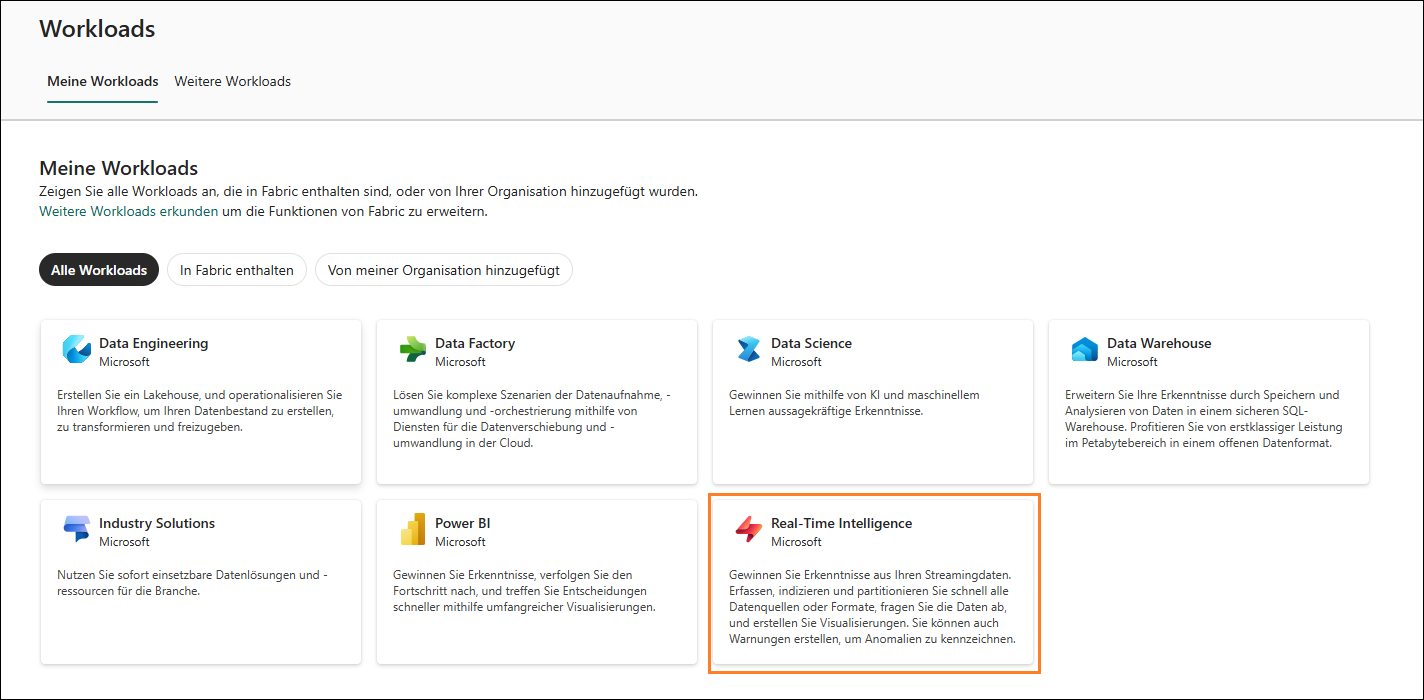 Workloads
Meine Workloads
Weitere Workloads
Meine Workloads
Zeigen Sie alle Workloads an, die in Fabric enthalten sind, oder von Ihrer Organisation hinzugefügt wurden.
Weitere Workloads erkunden um die Funktionen von Fabric zu erweitern.
Alle Workloads
In Fabric enthalten
Von meiner Organisation hinzugefügt
Data Engineering
Microsoft
Erstellen Sie ein Lakehouse, und operationalisieren Sie
Ihren Workflow, um Ihren Datenbestand zu erstellen,
zu transformieren und freizugeben.
Data Factory
Microsoft
Lösen Sie komplexe Szenarien der Datenaufnahme, -
umwandlung und -orchestrierung mithilfe von
Diensten für die Datenverschiebung und -
umwandlung in der Cloud.
Data Science
Microsoft
Gewinnen Sie mithilfe von KI und maschinellem
Lernen aussagekräftige Erkenntnisse.
Data Warehouse
Microsoft
Erweitern Sie Ihre Erkenntnisse durch Speichern und
Analysieren von Daten in einem sicheren SQL-
Warehouse. Profitieren Sie von erstklassiger Leistung
im Petabytebereich in einem offenen Datenformat.
Industry Solutions
Microsoft
Nutzen Sie sofort einsetzbare Datenlösungen und -
ressourcen für die Branche.
Power BI
Microsoft
Gewinnen Sie Erkenntnisse, verfolgen Sie den
Fortschritt nach, und treffen Sie Entscheidungen
schneller mithilfe umfangreicher Visualisierungen.
Real-Time Intelligence
Microsoft
Gewinnen Sie Erkenntnisse aus Ihren Streamingdaten.
Erfassen, indizieren und partitionieren Sie schnell alle
Datenquellen oder Formate, fragen Sie die Daten ab,
und erstellen Sie Visualisierungen. Sie können auch
Warnungen erstellen, um Anomalien zu kennzeichnen.